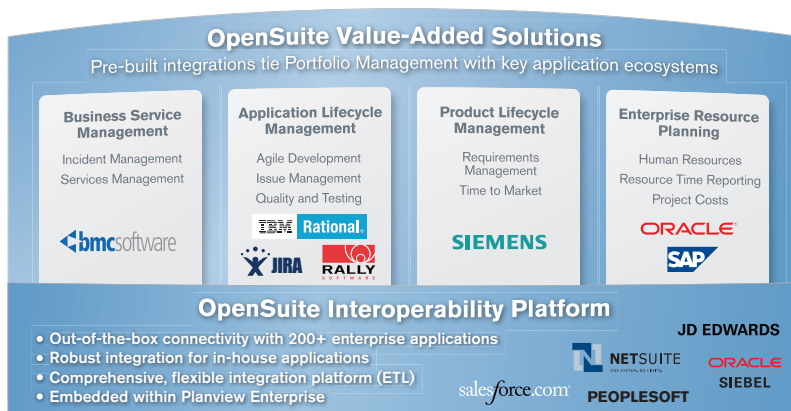 OpenSuite Value-Added Solutions
Pre-built integrations tie Portfolio Management with key application ecosystems
Business Service
Management
Incident Management
Services Management
bmcsoftware
Application Lifecycle
Management
Agile Development
Issue Management
Quality and Testing
IBM Rational.
JIRA
RALLY
SOFTWARE
Product Lifecycle
Management
Requirements
Management
Time to Market
SIEMENS
Enterprise Resource
Planning
Human Resources
Resource Time Reporting
Project Costs
ORACLE®
SAP
OpenSuite Interoperability Platform
• Out-of-the-box connectivity with 200+ enterprise applications
• Robust integration for in-house applications
• Comprehensive, flexible integration platform (ETL)
• Embedded within Planview Enterprise
JD EDWARDS
N NETSUITE
ONE SYSTEM. NO LIMITS.
ORACLE
SIEBEL
salesforce.com
PEOPLESOFT